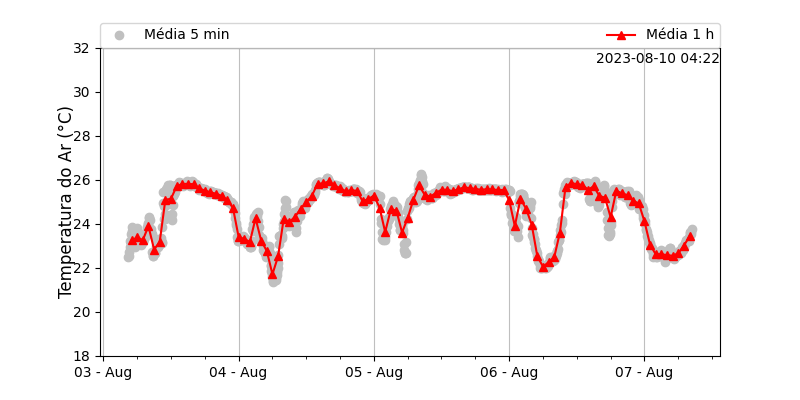 Média 5 min
Média 1 h
2023-08-10 04:22
Temperatura do Ar (°C)
32
30
28
26
24
22
20
18
03 - Aug
04 - Aug
05 - Aug
06 - Aug
07 - Aug